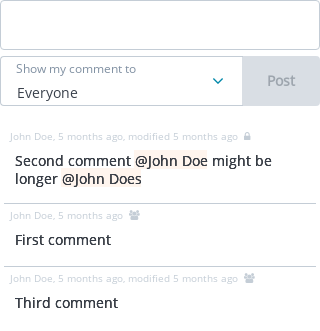 Show my comment to
Everyone
Post
John Doe, 5 months ago, modified 5 months ago
Second comment @John Doe might be
longer @John Does
John Doe, 5 months ago
First comment
John Doe, 5 months ago, modified 5 months ago
Third comment